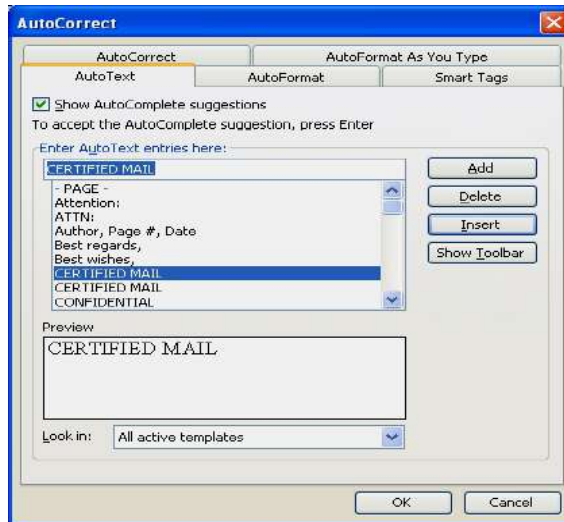 AutoCorrect
AutoCorrect AutoFormat As You Type
AutoText AutoFormat Smart Tags
Show AutoComplete suggestions
To accept the AutoComplete suggestion, press Enter
Enter AutoText entries here:
CERTIFIED MAIL Add
- PAGE -
Attention: Delete
ATTN:
Author, Page #, Date Insert
Best regards,
Best wishes, Show Toolbar
CERTIFIED MAIL
CERTIFIED MAIL
CONFIDENTIAL
Preview
CERTIFIED MAIL
Look in: All active templates
OK Cancel